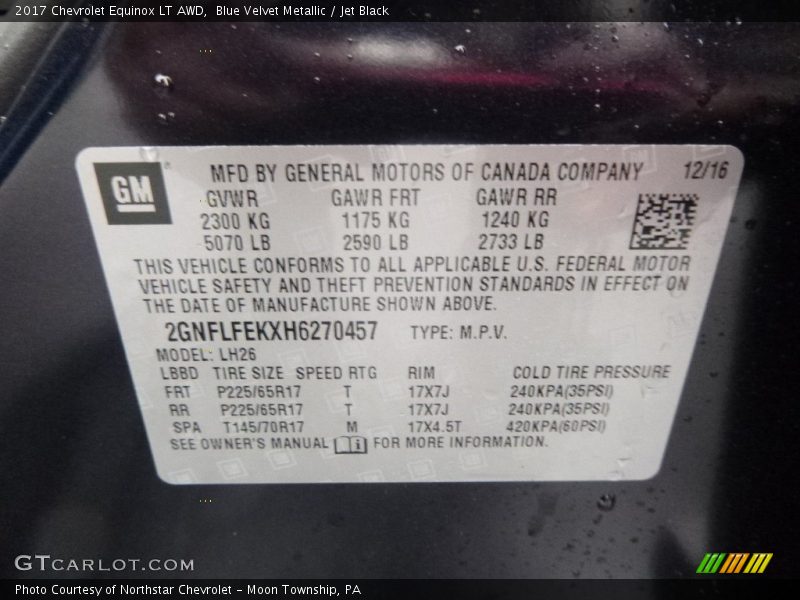 2017 Chevrolet Equinox LT AWD,  Blue Velvet Metallic / Jet Black
GM
MFD BY GENERAL MOTORS OF CANADA COMPANY 12/16
GVWR GAWR FRT GAWR RR
2300 KG 1175 KG 1240 KG
5070 LB 2590 LB 2733 LB
THIS VEHICLE CONFORMS TO ALL APPLICABLE U.S. FEDERAL MOTOR
VEHICLE SAFETY AND THEFT PREVENTION STANDARDS IN EFFECT ON
THE DATE OF MANUFACTURE SHOWN ABOVE.
2GNFLFEKXH6270457 TYPE: M.P.V.
MODEL: LH26
LBBD TIRE SIZE SPEED RTG RIM COLD TIRE PRESSURE
FRT P225/65R17 T 17X7J 240KPA(35PSI)
RR P225/65R17 T 17X7J 240KPA(35PSI)
SPA T145/70R17 M 17X4.5T 420KPA(60PSI)
SEE OWNER'S MANUAL FOR MORE INFORMATION.
GTCARLOT.COM
Photo Courtesy of Northstar Chevrolet - Moon Township, PA